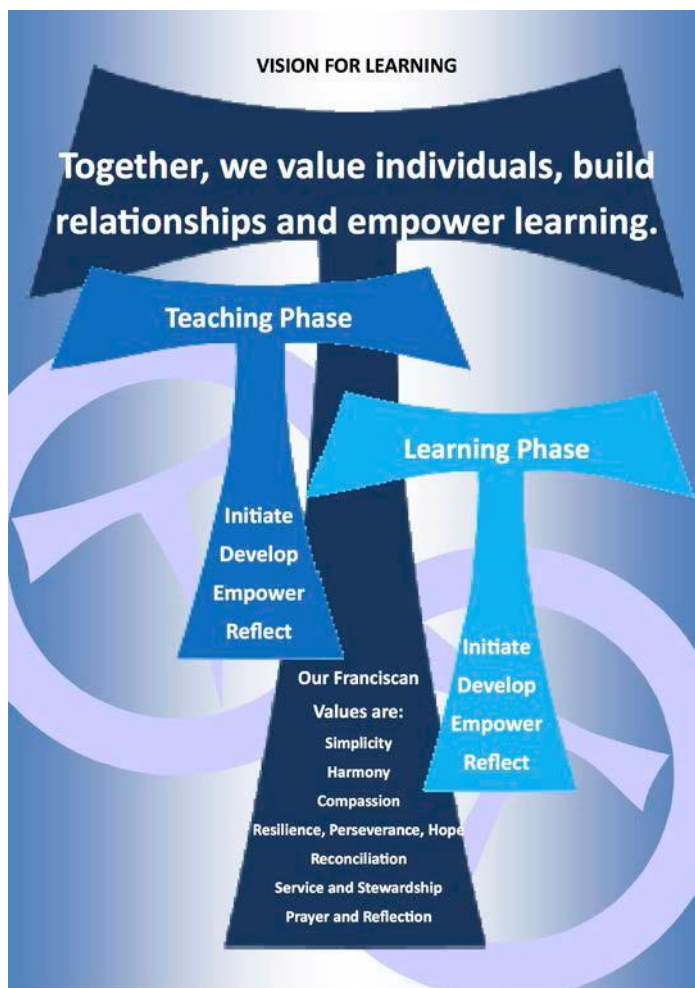 VISION FOR LEARNING
Together, we value individuals, build
relationships and empower learning.
Teaching Phase
Initiate
Develop
Empower
Reflect
Learning Phase
Initiate
Develop
Empower
Reflect
Our Franciscan
Values are:
Simplicity
Harmony
Compassion
Resilience, Perseverance, Hope
Reconciliation
Service and Stewardship
Prayer and Reflection